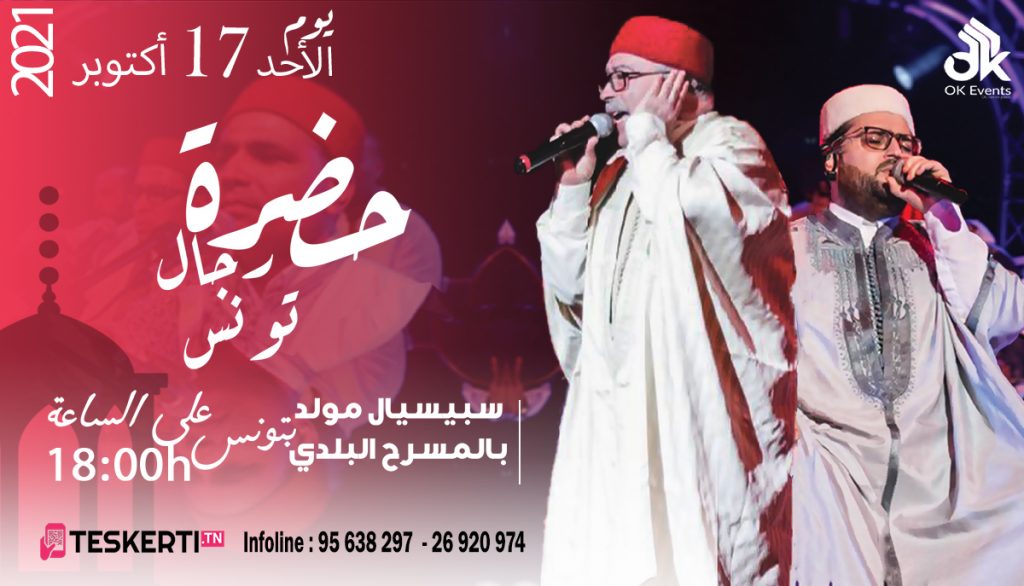 2021
يوم
الأحد 17 أكتوبر
حضرة
رجال
تونس
سبيسيال مولد
بالمسرح البلدي
بتونس
على الساعة
18:00h
OK Events
TESKERTI.TN
Infoline : 95 638 297 - 26 920 974